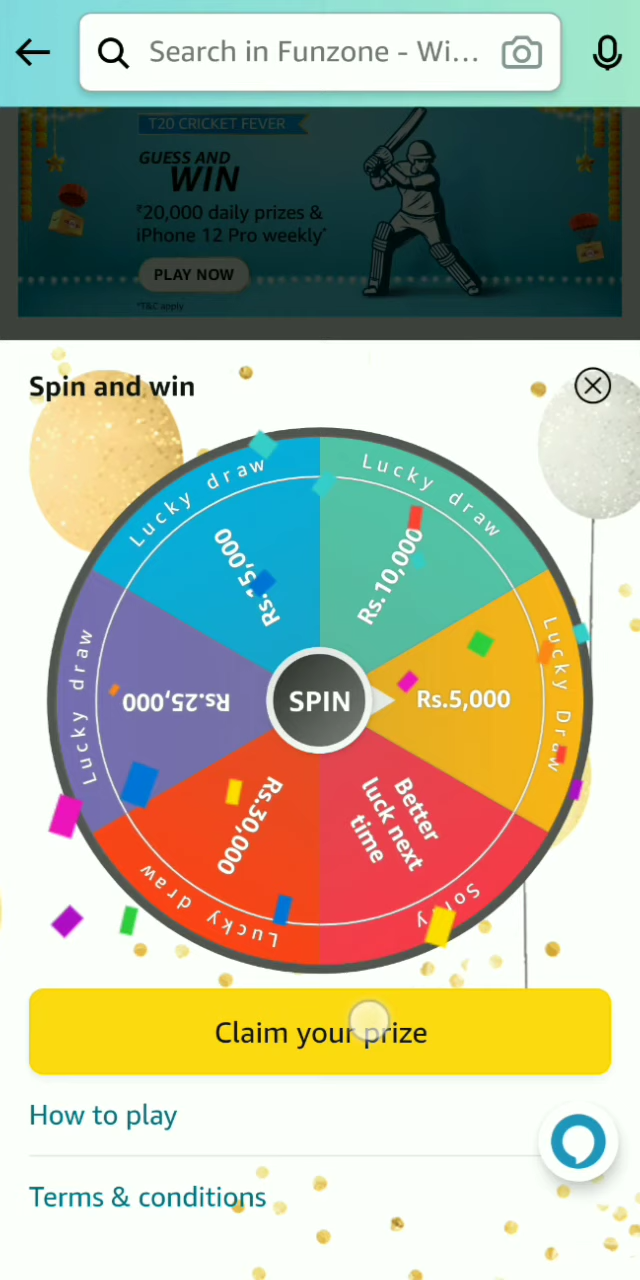 Search in Funzone - Wi...
T20 CRICKET FEVER
GUESS AND
WIN
₹20,000 daily prizes &
iPhone 12 Pro weekly*
PLAY NOW
*T&C apply
Spin and win
Lucky draw
Lucky draw
Rs.15,000
Rs.10,000
Lucky draw
Rs.25,000
Lucky Draw
Rs.5,000
SPIN
Rs.30,000
Lucky draw
Better
luck next
time
Sorry
Claim your prize
How to play
Terms & conditions